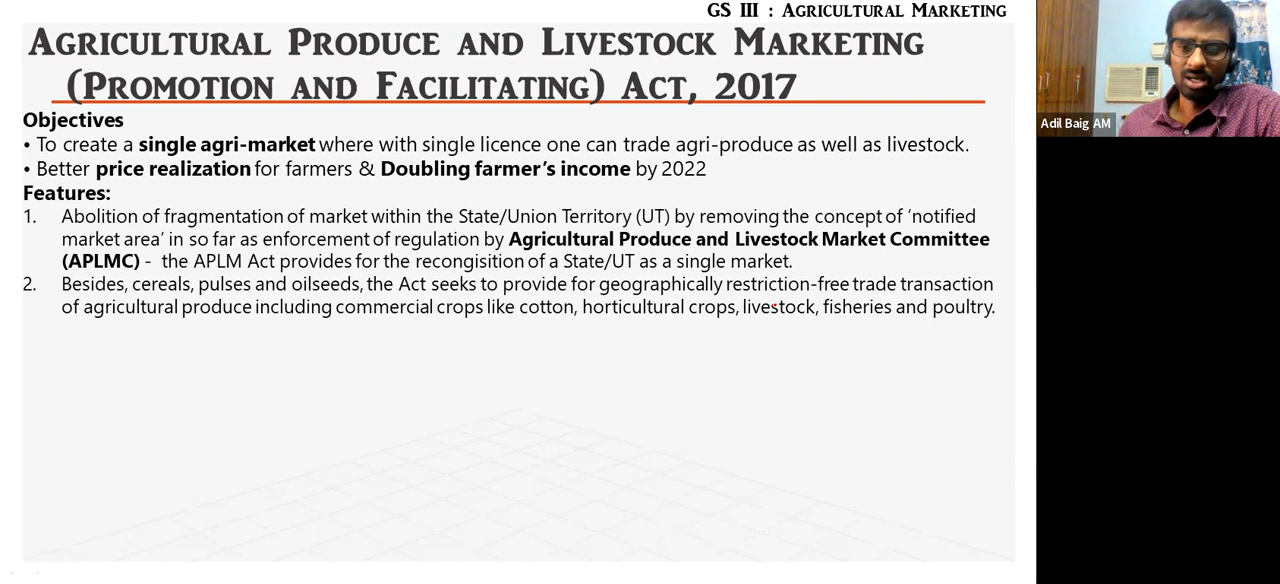 GS III : Agricultural Marketing
Agricultural Produce and Livestock Marketing
(Promotion and Facilitating) Act, 2017
Objectives
• To create a single agri-market where with single licence one can trade agri-produce as well as livestock.
• Better price realization for farmers & Doubling farmer's income by 2022
Features:
1. Abolition of fragmentation of market within the State/Union Territory (UT) by removing the concept of 'notified
market area' in so far as enforcement of regulation by Agricultural Produce and Livestock Market Committee
(APLMC) - the APLM Act provides for the recongisition of a State/UT as a single market.
2. Besides, cereals, pulses and oilseeds, the Act seeks to provide for geographically restriction-free trade transaction
of agricultural produce including commercial crops like cotton, horticultural crops, livestock, fisheries and poultry.
Adil Baig AM